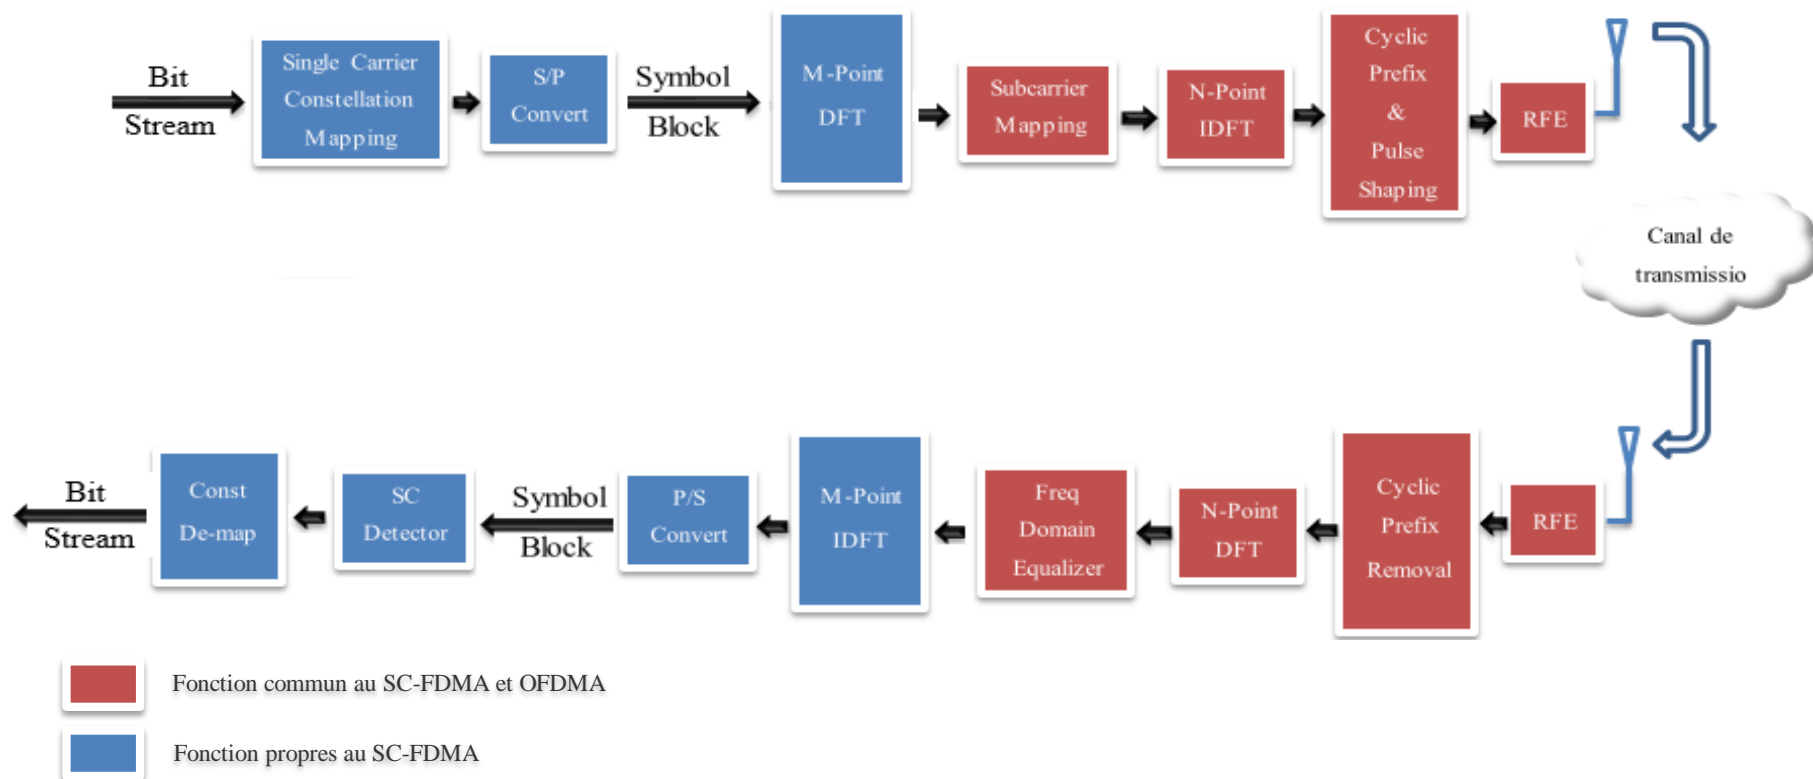 Bit
Stream
Single Carrier
Constellation
Mapping
S/P
Convert
Symbol
Block
M-Point
DFT
Subcarrier
Mapping
N-Point
IDFT
Cyclic
Prefix
&
Pulse
Shaping
RFE
Canal de
transmissio
Bit
Stream
Const
De-map
SC
Detector
Symbol
Block
P/S
Convert
M-Point
IDFT
Freq
Domain
Equalizer
N-Point
DFT
Cyclic
Prefix
Removal
RFE
Fonction commun au SC-FDMA et OFDMA
Fonction propres au SC-FDMA